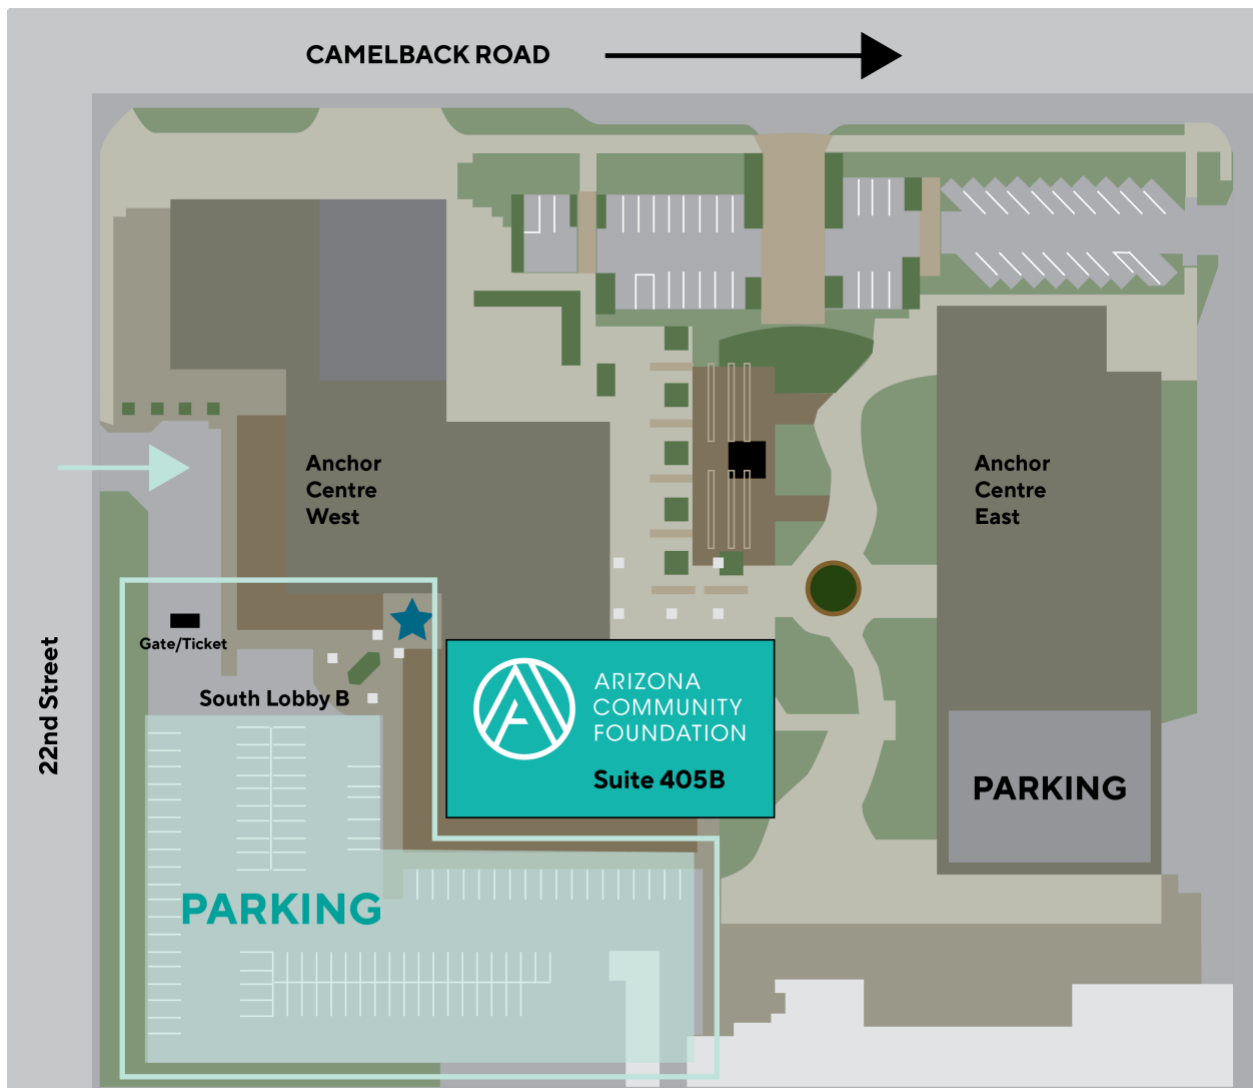 CAMELBACK ROAD
Anchor
Centre
West
Anchor
Centre
East
Gate/Ticket
22nd Street
South Lobby B
ARIZONA
COMMUNITY
FOUNDATION
Suite 405B
PARKING
PARKING